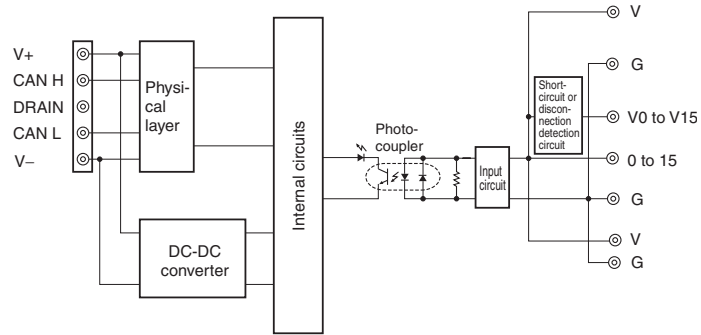 V+
CAN H
DRAIN
CAN L
V–
Physi-
cal
layer
DC-DC
converter
Internal circuits
Photo-
coupler
Input
circuit
Short-
circuit or
discon-
nection
detection
circuit
V
G
V0 to V15
0 to 15
G
V
G